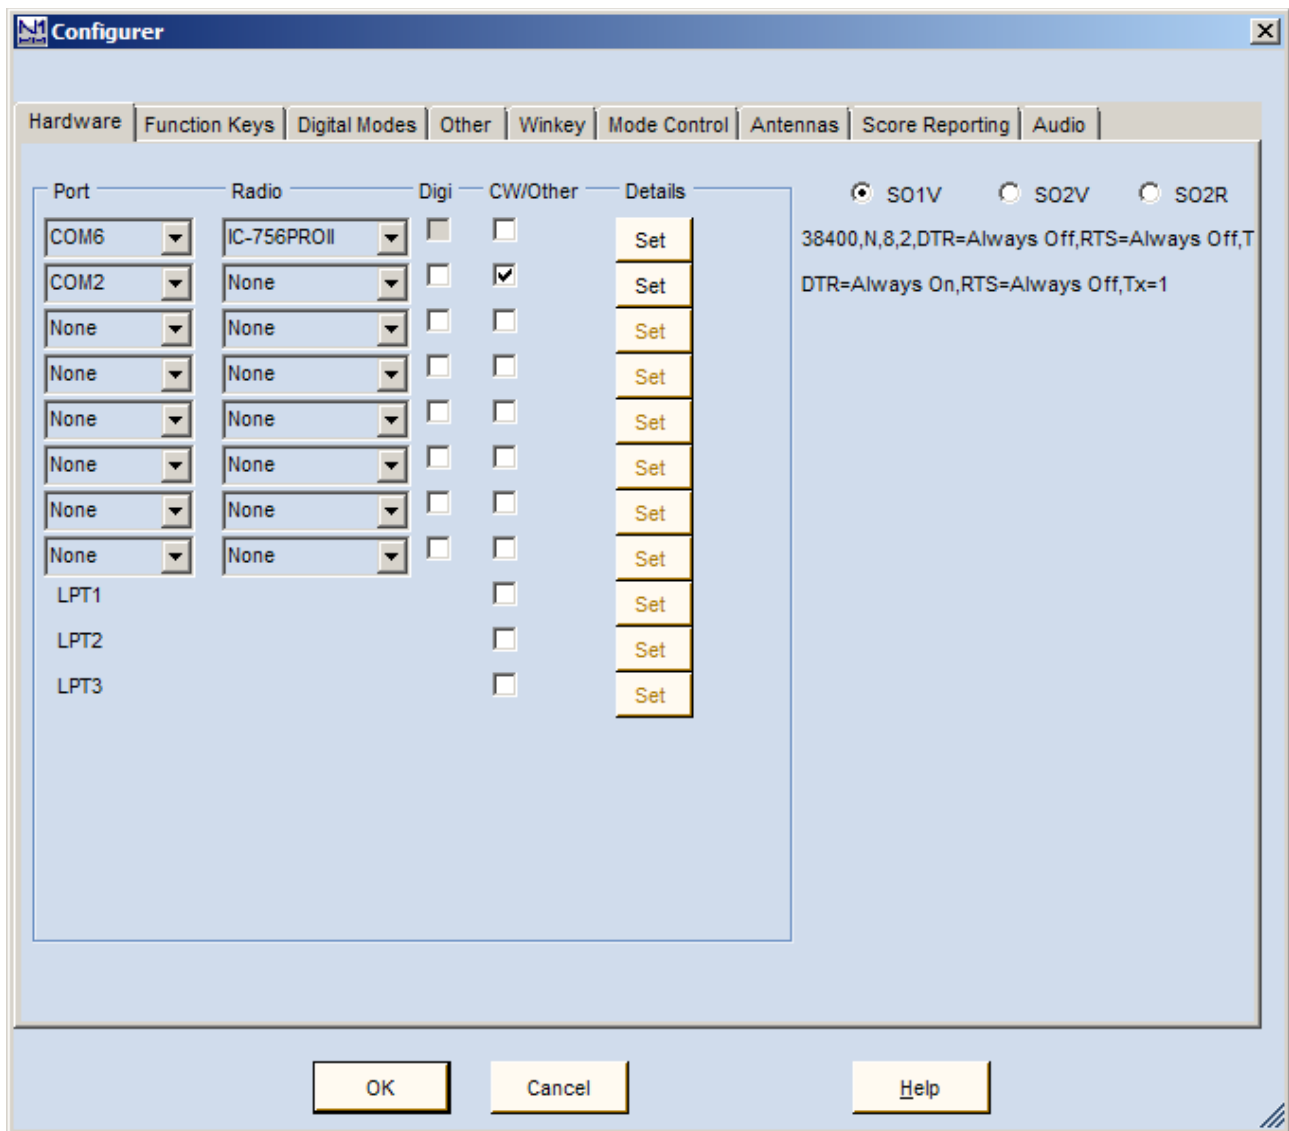 N1 Configurer
Hardware Function Keys Digital Modes Other Winkey Mode Control Antennas Score Reporting Audio
Port Radio Digi CW/Other Details SO1V SO2V SO2R
COM6 IC-756PROII Set 38400,N,8,2,DTR=Always Off,RTS=Always Off,T
COM2 None Set DTR=Always On,RTS=Always Off,Tx=1
None None Set
None None Set
None None Set
None None Set
None None Set
None None Set
LPT1 Set
LPT2 Set
LPT3 Set
OK Cancel Help